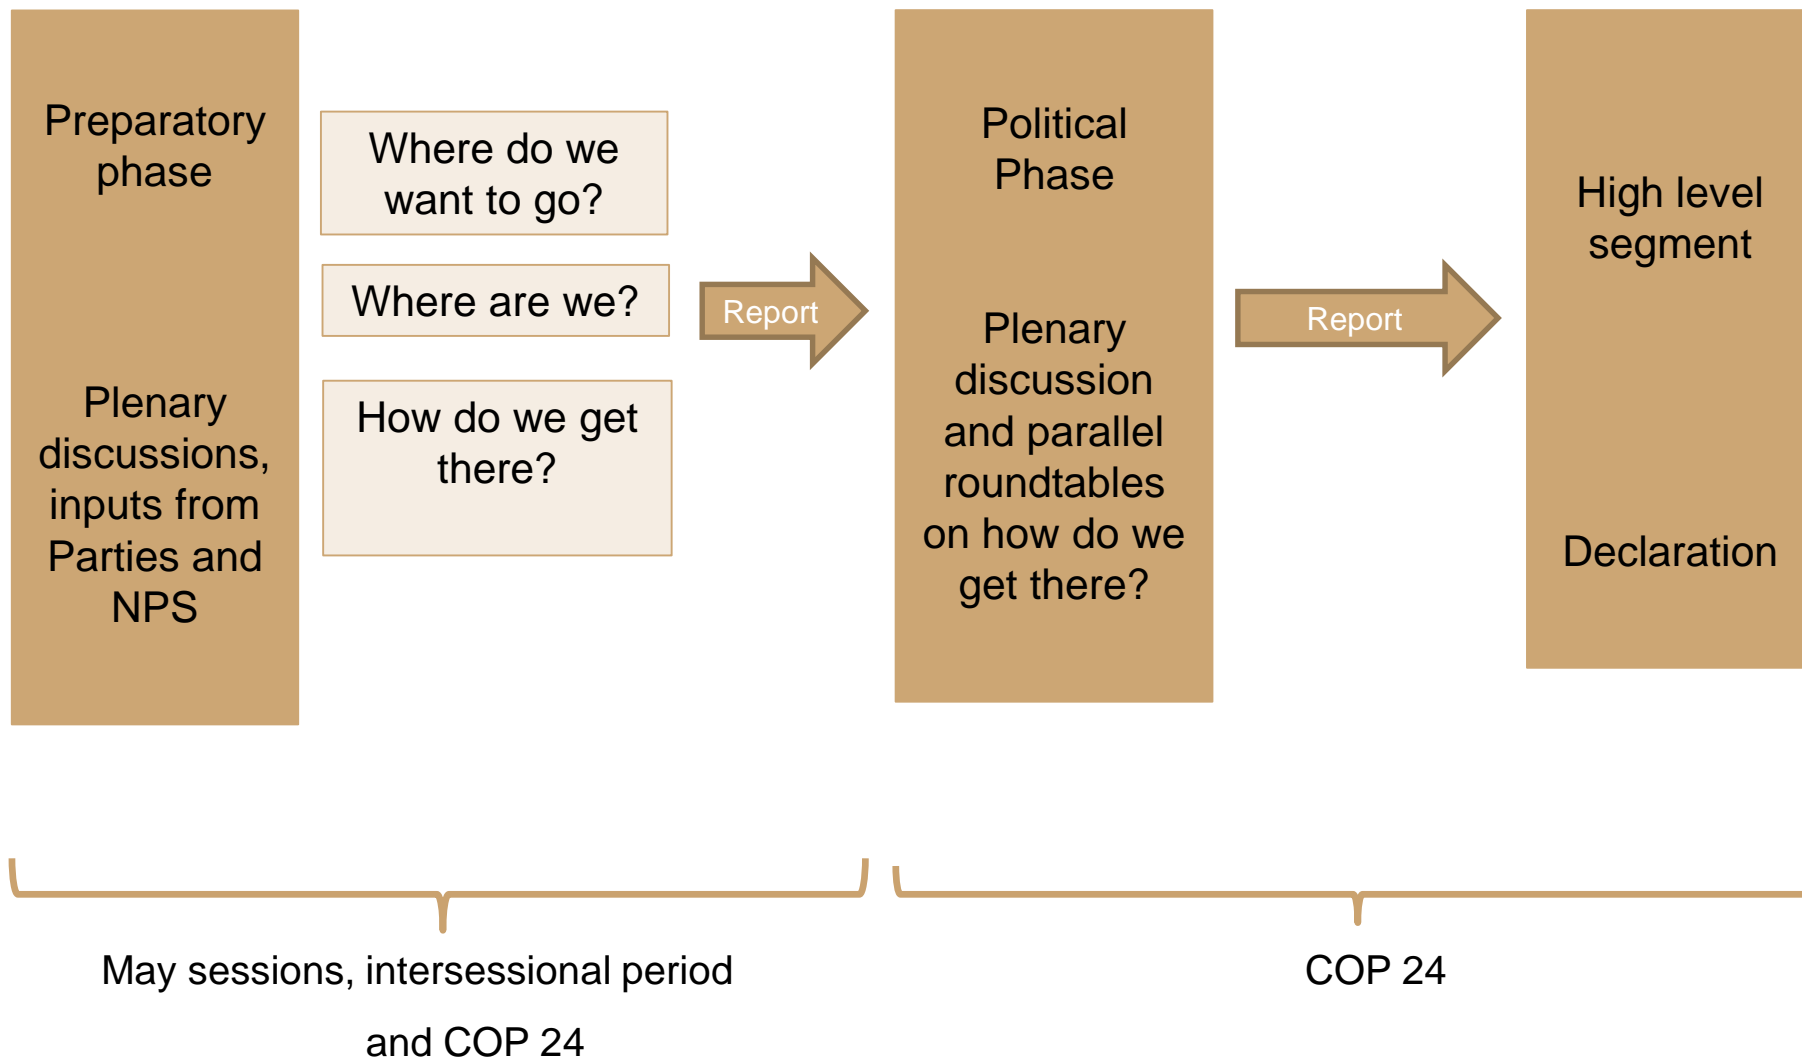 Preparatory
phase
Plenary
discussions,
inputs from
Parties and
NPS
Where do we
want to go?
Where are we?
How do we get
there?
Report
Political
Phase
Plenary
discussion
and parallel
roundtables
on how do we
get there?
Report
High level
segment
Declaration
May sessions, intersessional period
and COP 24
COP 24